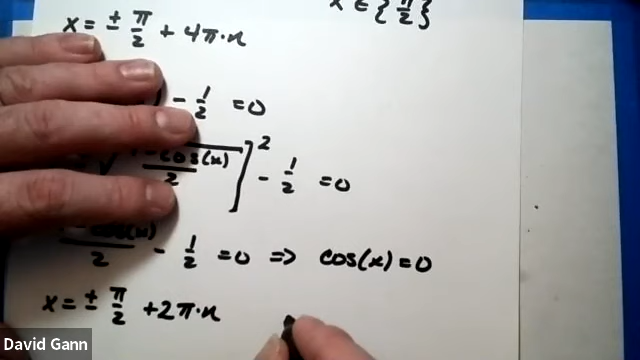 x ∈ {π/2}
x = ± π/2 + 4π·n
- 1/2 = 0
cos(x) / 2 ]² - 1/2 = 0
/ 2 - 1/2 = 0 => cos(x) = 0
x = ± π/2 + 2π·n
David Gann